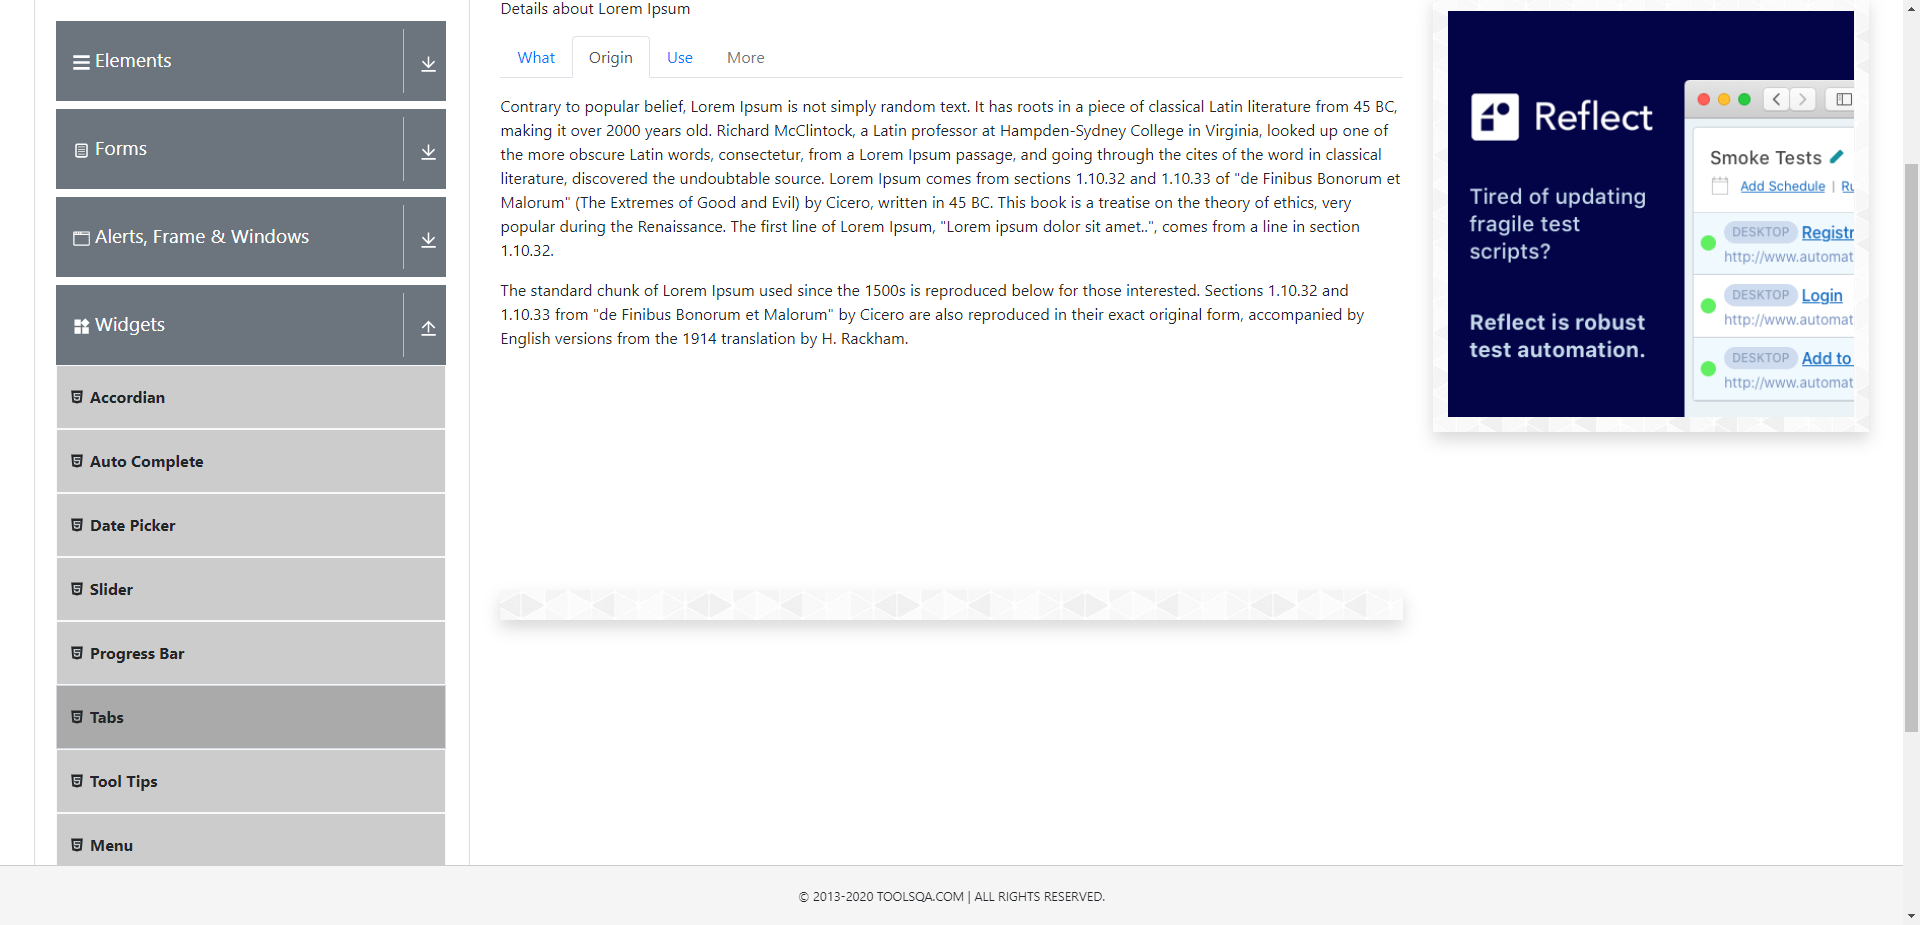 Details about Lorem Ipsum
Elements
Forms
Alerts, Frame & Windows
Widgets
Accordian
Auto Complete
Date Picker
Slider
Progress Bar
Tabs
Tool Tips
Menu
What Origin Use More
Contrary to popular belief, Lorem Ipsum is not simply random text. It has roots in a piece of classical Latin literature from 45 BC,
making it over 2000 years old. Richard McClintock, a Latin professor at Hampden-Sydney College in Virginia, looked up one of
the more obscure Latin words, consectetur, from a Lorem Ipsum passage, and going through the cites of the word in classical
literature, discovered the undoubtable source. Lorem Ipsum comes from sections 1.10.32 and 1.10.33 of "de Finibus Bonorum et
Malorum" (The Extremes of Good and Evil) by Cicero, written in 45 BC. This book is a treatise on the theory of ethics, very
popular during the Renaissance. The first line of Lorem Ipsum, "Lorem ipsum dolor sit amet..", comes from a line in section
1.10.32.
The standard chunk of Lorem Ipsum used since the 1500s is reproduced below for those interested. Sections 1.10.32 and
1.10.33 from "de Finibus Bonorum et Malorum" by Cicero are also reproduced in their exact original form, accompanied by
English versions from the 1914 translation by H. Rackham.
Reflect
Tired of updating
fragile test
scripts?
Reflect is robust
test automation.
Smoke Tests
Add Schedule | Ru
DESKTOP Registr
http://www.automat
DESKTOP Login
http://www.automat
DESKTOP Add to
http://www.automat
© 2013-2020 TOOLSQA.COM | ALL RIGHTS RESERVED.